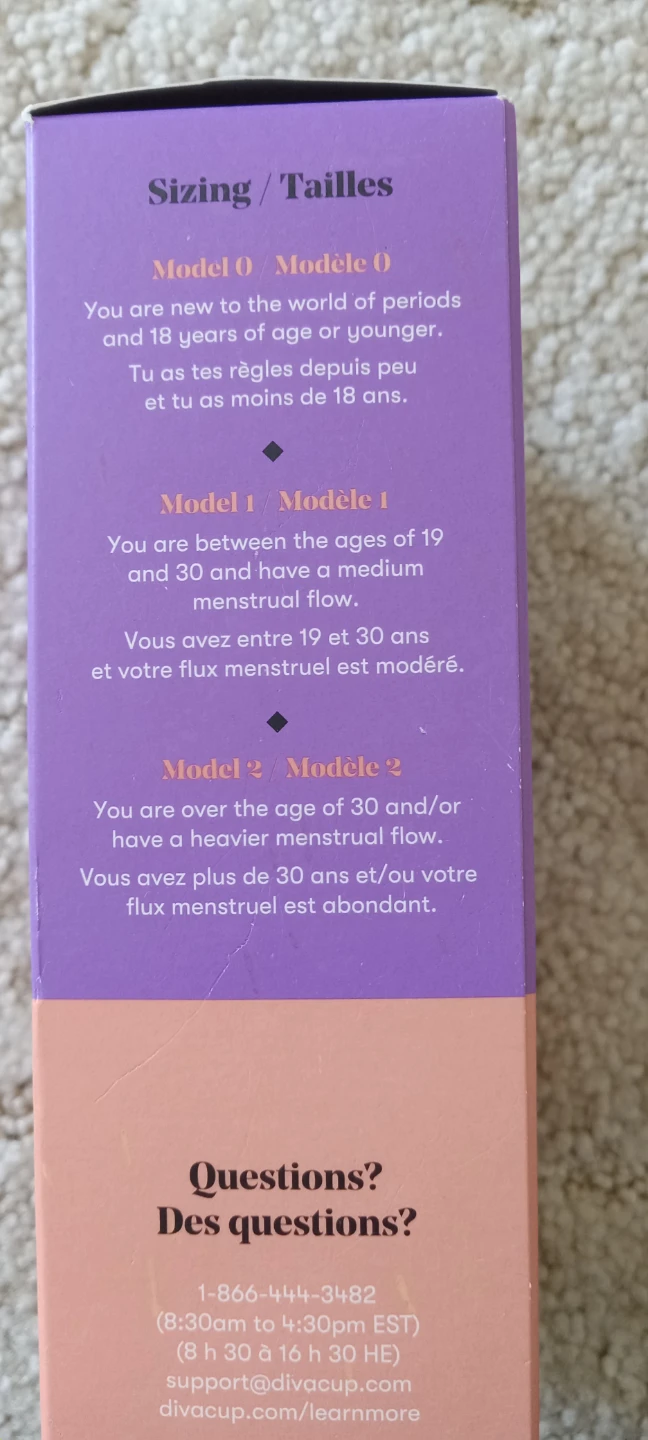 Sizing / Tailles
Model 0 / Modèle 0
You are new to the world of periods
and 18 years of age or younger.
Tu as tes règles depuis peu
et tu as moins de 18 ans.
Model 1 / Modèle 1
You are between the ages of 19
and 30 and have a medium
menstrual flow.
Vous avez entre 19 et 30 ans
et votre flux menstruel est modéré.
Model 2 / Modèle 2
You are over the age of 30 and/or
have a heavier menstrual flow.
Vous avez plus de 30 ans et/ou votre
flux menstruel est abondant.
Questions?
Des questions?
1-866-444-3482
(8:30am to 4:30pm EST)
(8 h 30 à 16 h 30 HE)
support@divacup.com
divacup.com/learnmore